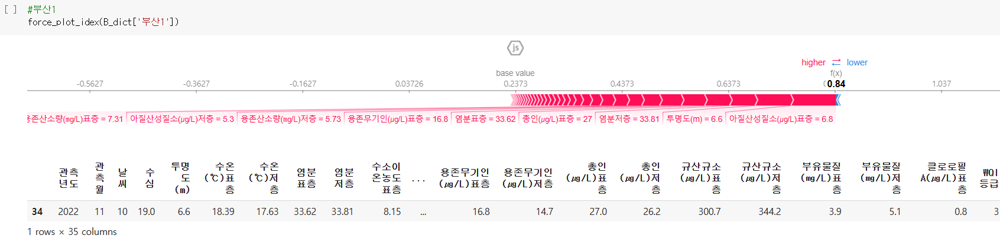 [ ] #부산1
force_plot_idex(B_dict['부산1'])
js
higher ⇄ lower
base value f(x)
-0.5627 -0.3627 -0.1627 0.03726 0.2373 0.4373 0.6373 0.84 1.037
용존산소량(㎎/L)표층 = 7.31 아질산성질소(㎍/L)저층 = 5.3 용존산소량(㎎/L)저층 = 5.73 용존무기인(㎍/L)표층 = 16.8 염분표층 = 33.62 총인(㎍/L)표층 = 27 염분저층 = 33.81 투명도(m) = 6.6 아질산성질소(㎍/L)표층 = 6.8
관측년도 관측월 날씨 수심 투명도(m) 수온(℃)표층 수온(℃)저층 염분표층 염분저층 수소이온농도표층 ... 용존무기인(㎍/L)표층 용존무기인(㎍/L)저층 총인(㎍/L)표층 총인(㎍/L)저층 규산규소(㎍/L)표층 규산규소(㎍/L)저층 부유물질(㎎/L)표층 부유물질(㎎/L)저층 클로로필A(㎍/L)표층 WQI등급
34 2022 11 10 19.0 6.6 18.39 17.63 33.62 33.81 8.15 ... 16.8 14.7 27.0 26.2 300.7 344.2 3.9 5.1 0.8 3
1 rows × 35 columns